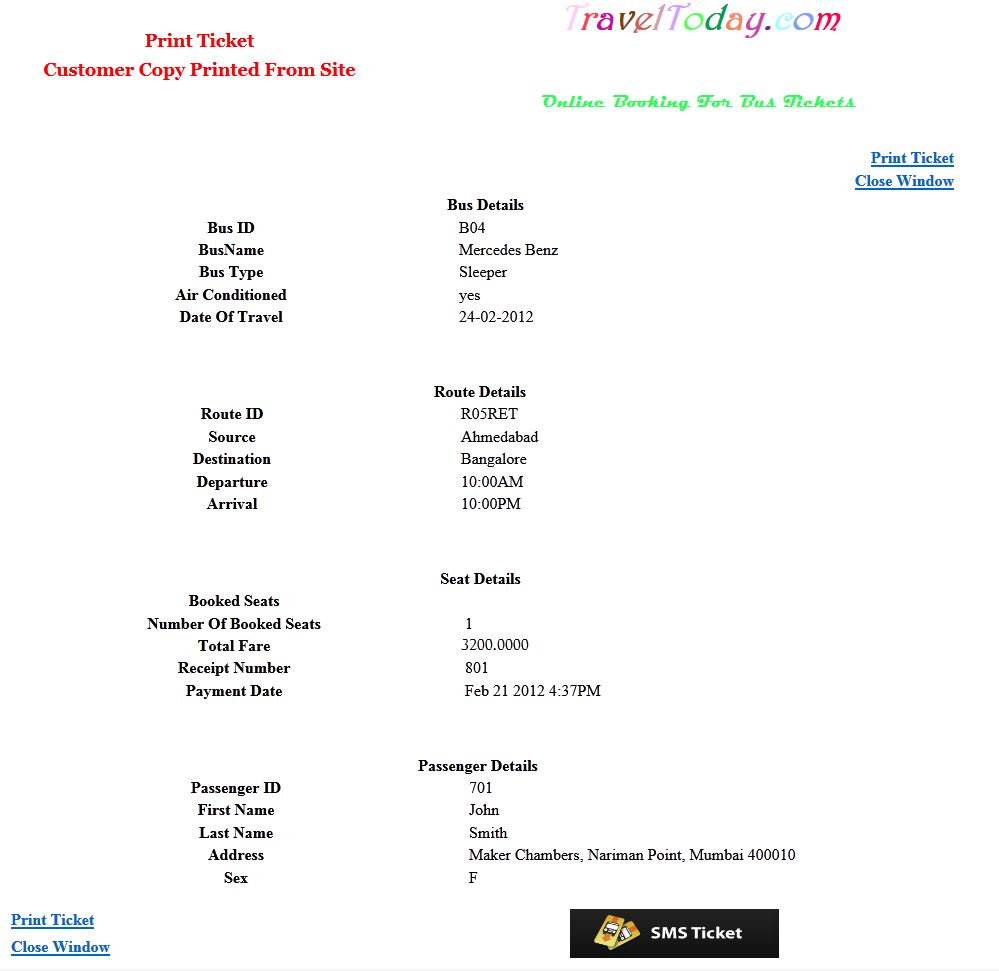 TravelToday.com
Print Ticket
Customer Copy Printed From Site
Online Booking For Bus Tickets
Print Ticket
Close Window
Bus Details
Bus ID B04
BusName Mercedes Benz
Bus Type Sleeper
Air Conditioned yes
Date Of Travel 24-02-2012
Route Details
Route ID R05RET
Source Ahmedabad
Destination Bangalore
Departure 10:00AM
Arrival 10:00PM
Seat Details
Booked Seats
Number Of Booked Seats 1
Total Fare 3200.0000
Receipt Number 801
Payment Date Feb 21 2012 4:37PM
Passenger Details
Passenger ID 701
First Name John
Last Name Smith
Address Maker Chambers, Nariman Point, Mumbai 400010
Sex F
Print Ticket
Close Window
SMS Ticket